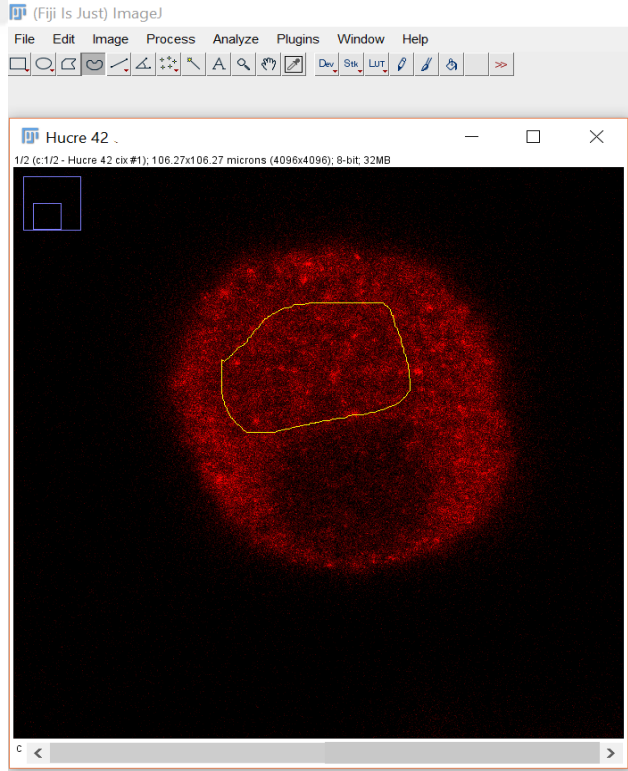 (Fiji Is Just) ImageJ
File Edit Image Process Analyze Plugins Window Help
A Dev Stk LUT >>
Hucre 42
1/2 (c:1/2 - Hucre 42 cix #1); 106.27x106.27 microns (4096x4096); 8-bit; 32MB
c